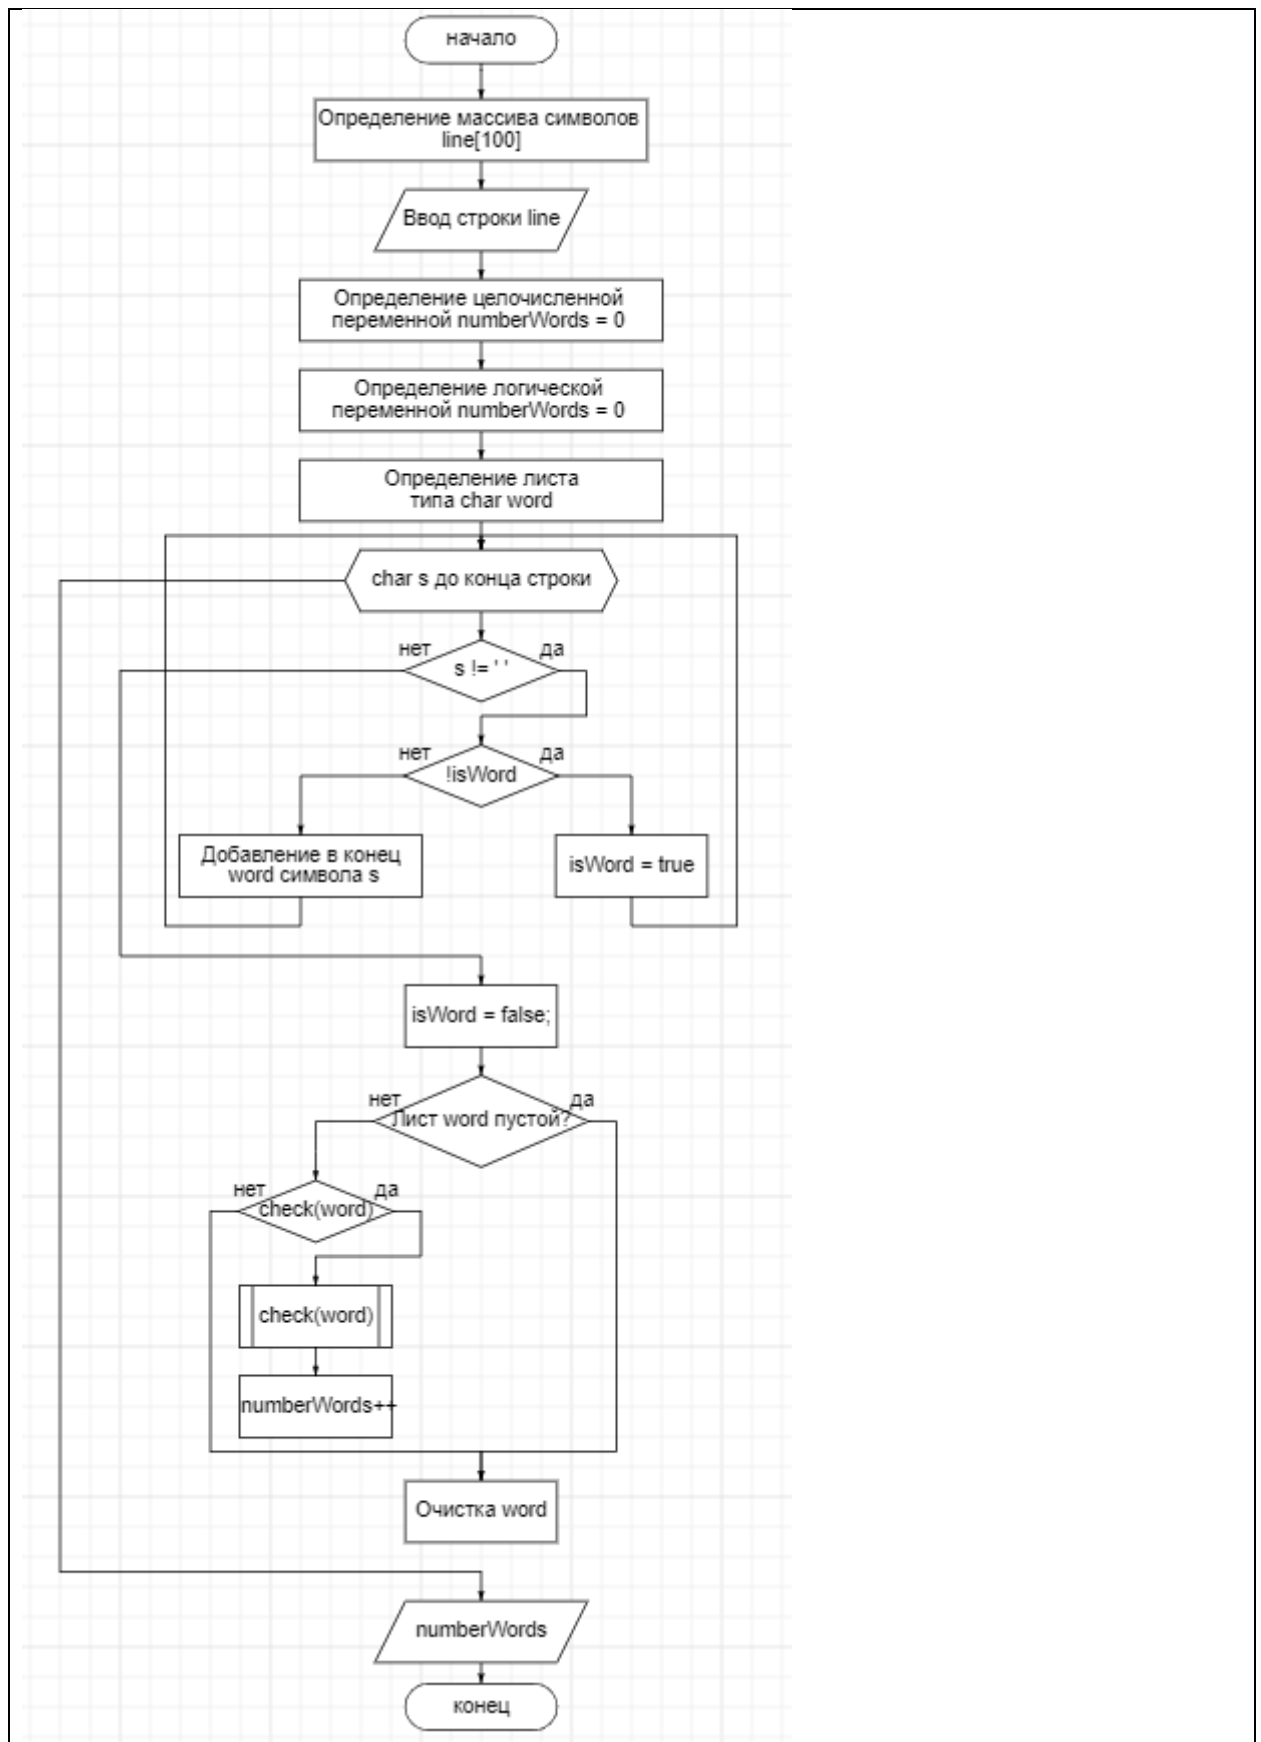 начало
Определение массива символов
line[100]
Ввод строки line
Определение целочисленной
переменной numberWords = 0
Определение логической
переменной numberWords = 0
Определение листа
типа char word
char s до конца строки
нет
да
s != ' '
нет
да
!isWord
Добавление в конец
word символа s
isWord = true
isWord = false;
нет
да
Лист word пустой?
нет
да
check(word)
check(word)
numberWords++
Очистка word
numberWords
конец